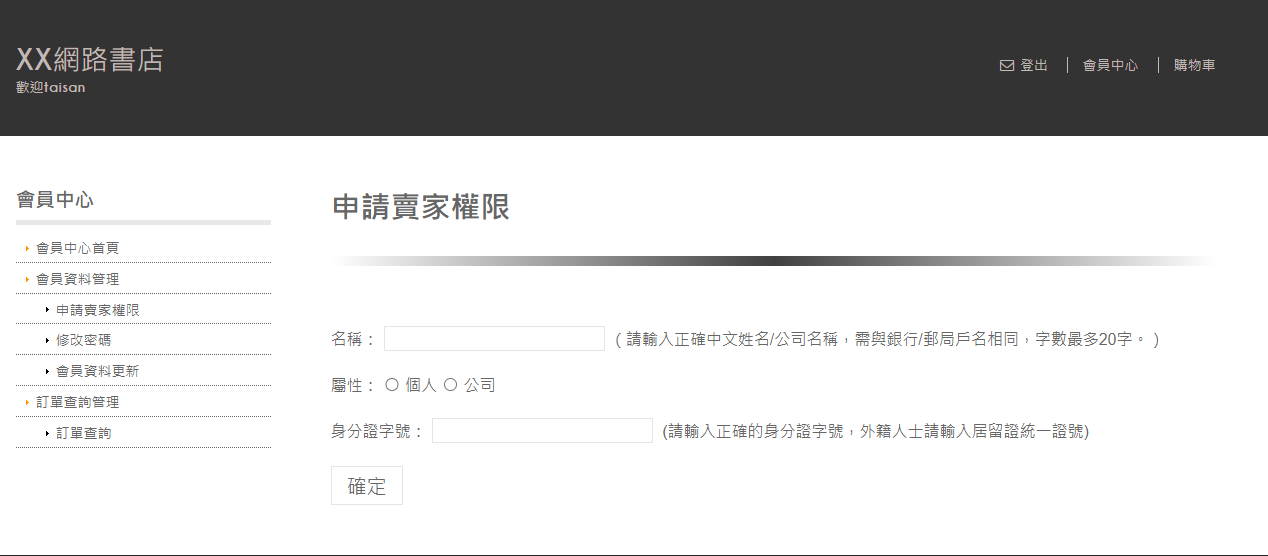 XX網路書店
歡迎taisan
登出
會員中心
購物車
會員中心
會員中心首頁
會員資料管理
申請賣家權限
修改密碼
會員資料更新
訂單查詢管理
訂單查詢
申請賣家權限
名稱：（請輸入正確中文姓名/公司名稱，需與銀行/郵局戶名相同，字數最多20字。）
屬性： 個人 公司
身分證字號： (請輸入正確的身分證字號，外籍人士請輸入居留證統一證號)
確定